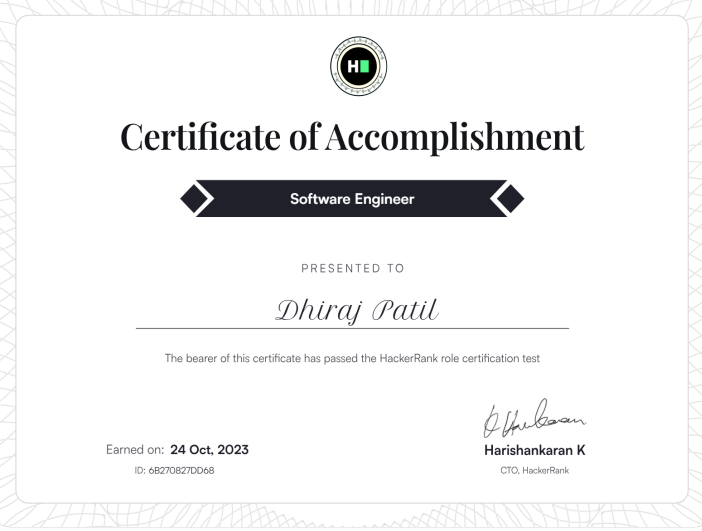 H
Certificate of Accomplishment
Software Engineer
PRESENTED TO
Dhiraj Patil
The bearer of this certificate has passed the HackerRank role certification test
Earned on: 24 Oct, 2023
ID: 6B270827DD68
Harishankaran K
CTO, HackerRank